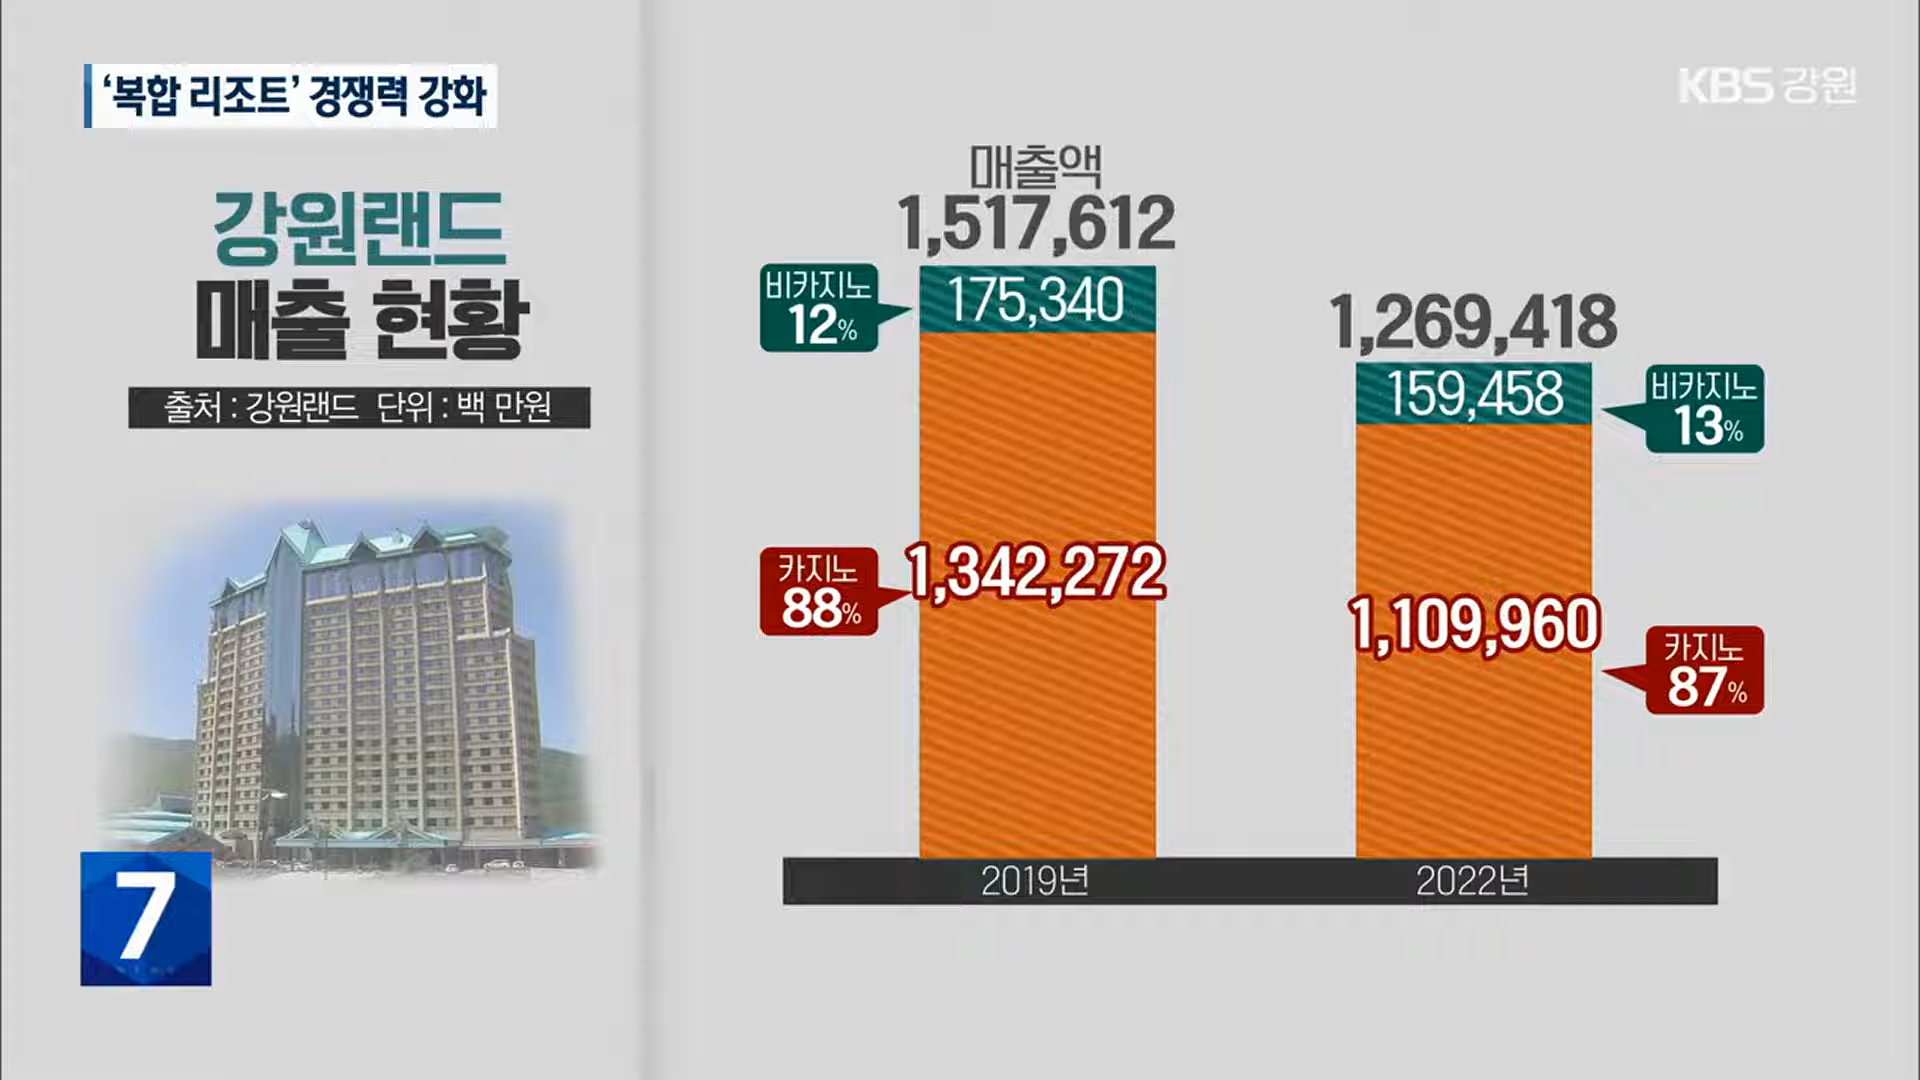 ‘복합 리조트’ 경쟁력 강화
KBS 강원
강원랜드
매출 현황
출처 : 강원랜드 단위 : 백 만원
매출액
1,517,612
비카지노
12%
175,340
카지노
88%
1,342,272
1,269,418
159,458
비카지노
13%
1,109,960
카지노
87%
2019년
2022년
7